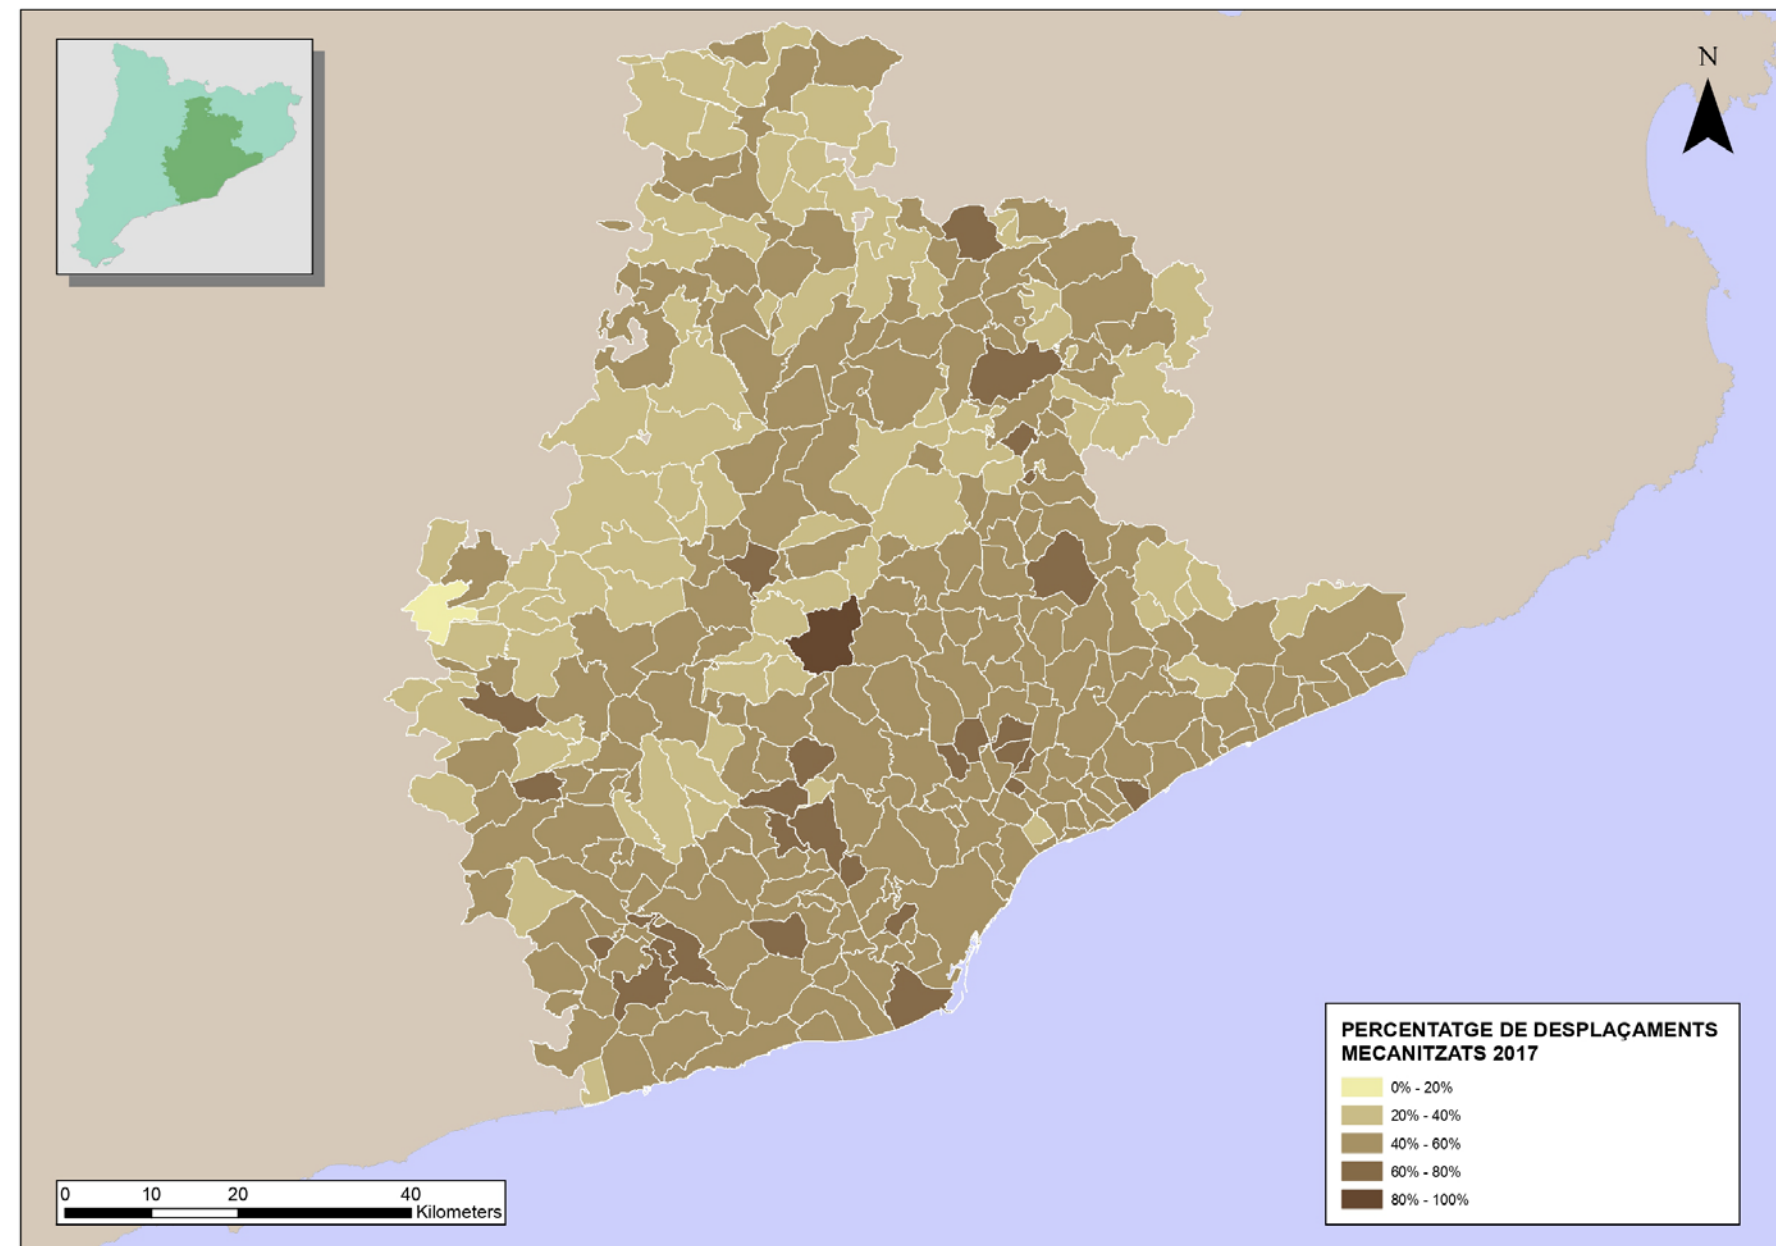 N
PERCENTATGE DE DESPLAÇAMENTS
MECANITZATS 2017
0% - 20%
20% - 40%
40% - 60%
60% - 80%
80% - 100%
0 10 20 40
Kilometers